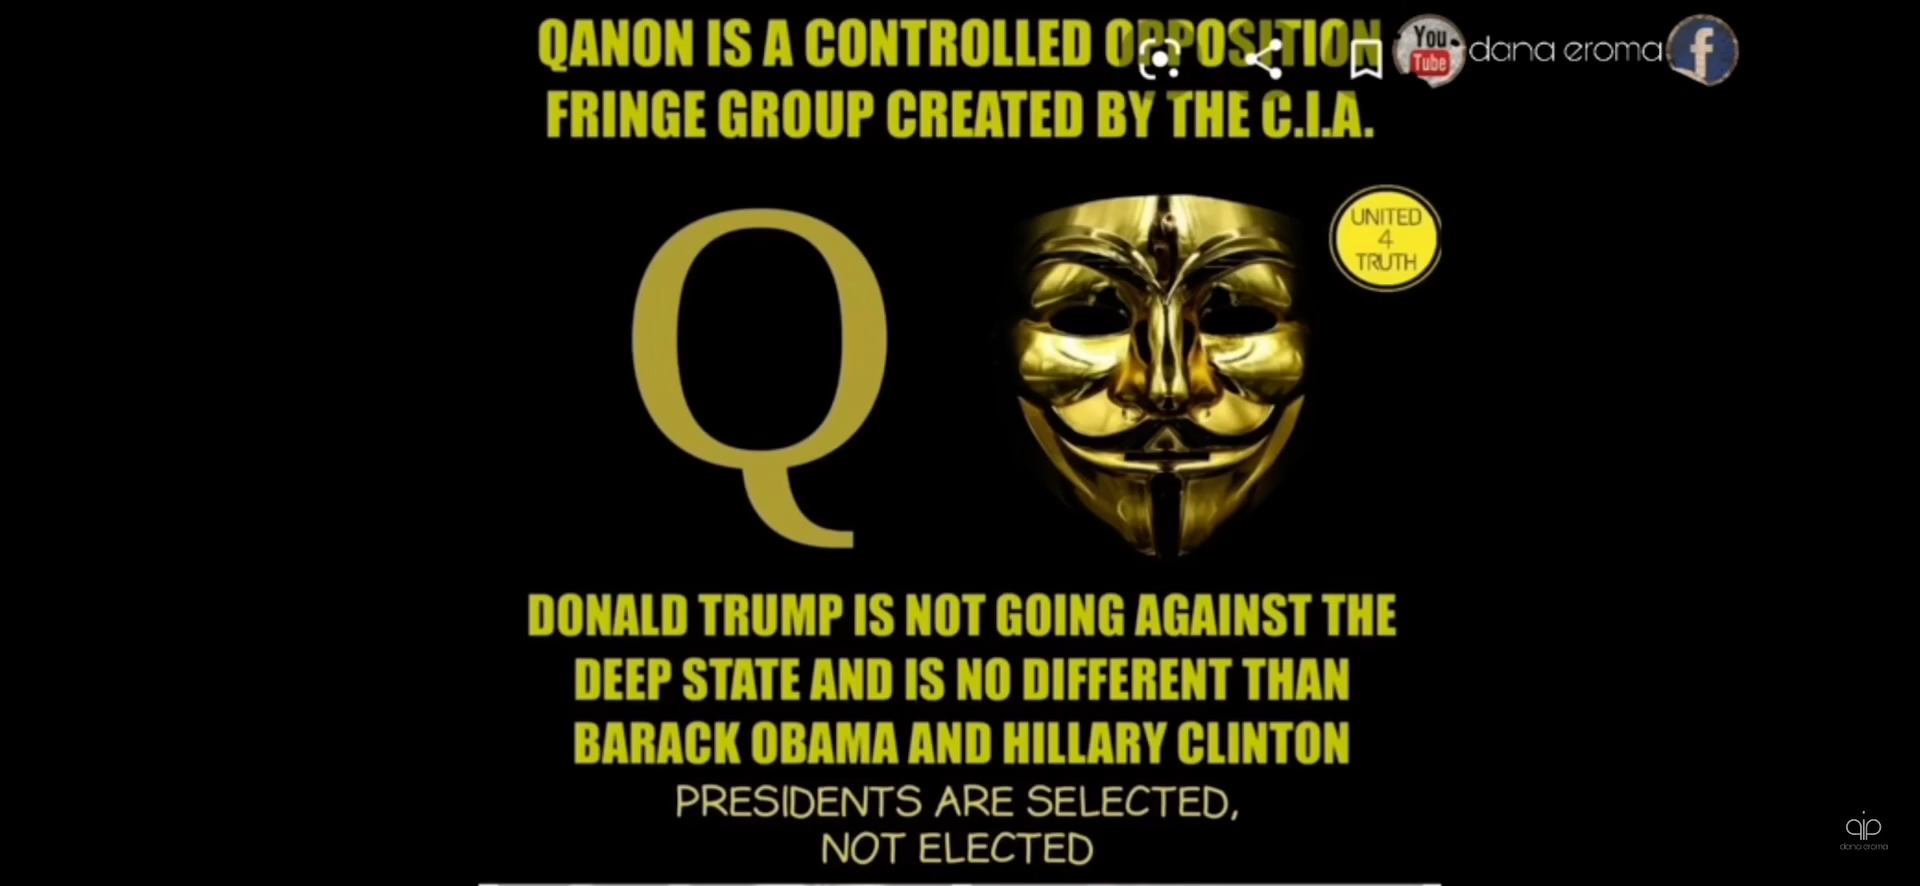 QANON IS A CONTROLLED OPPOSITION
FRINGE GROUP CREATED BY THE C.I.A.
You
Tube
dana eroma
f
Q
UNITED
4
TRUTH
DONALD TRUMP IS NOT GOING AGAINST THE
DEEP STATE AND IS NO DIFFERENT THAN
BARACK OBAMA AND HILLARY CLINTON
PRESIDENTS ARE SELECTED,
NOT ELECTED
dana eroma